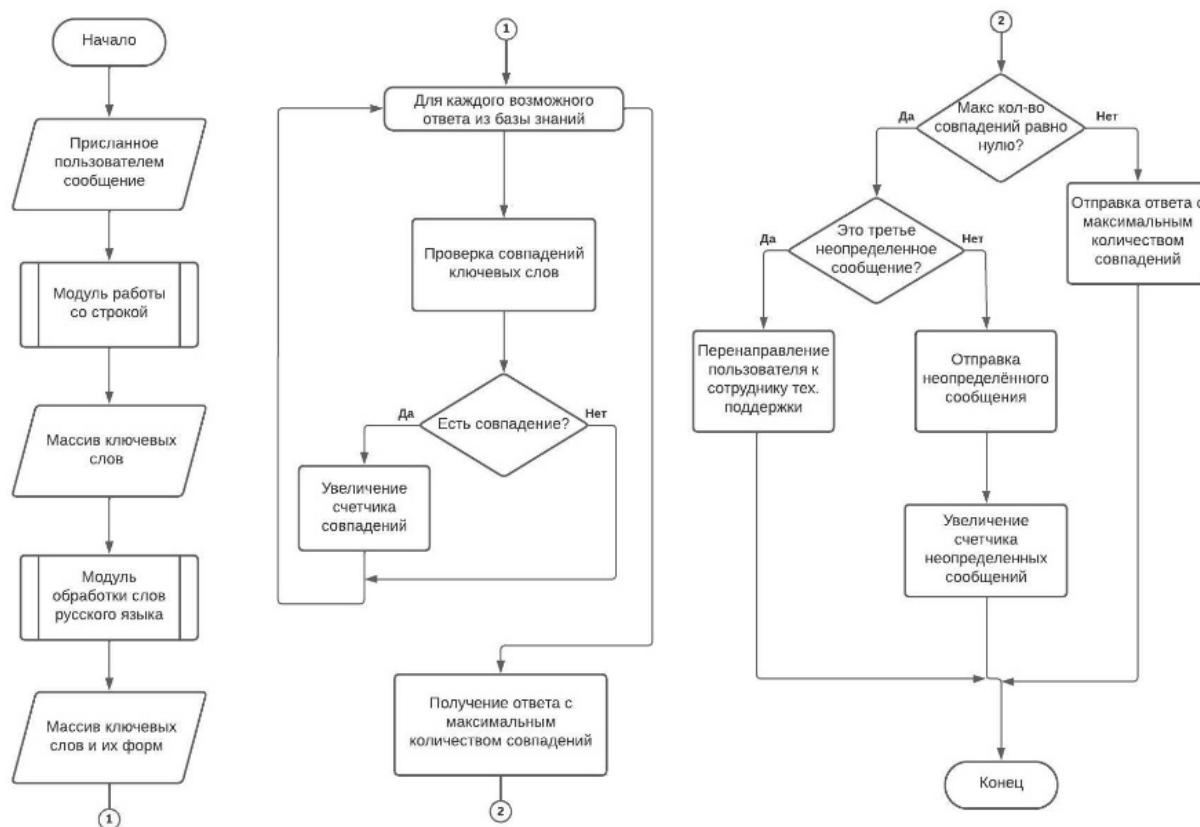 Начало
Присланное
пользователем
сообщение
Модуль работы
со строкой
Массив ключевых
слов
Модуль
обработки слов
русского языка
Массив ключевых
слов и их форм
1
1
Для каждого возможного
ответа из базы знаний
Проверка совпадений
ключевых слов
Есть совпадение?
Да
Нет
Увеличение
счетчика
совпадений
Получение ответа с
максимальным
количеством совпадений
2
2
Макс кол-во
совпадений равно
нулю?
Да
Нет
Это третье
неопределенное
сообщение?
Да
Нет
Отправка ответа с
максимальным
количеством
совпадений
Перенаправление
пользователя к
сотруднику тех.
поддержки
Отправка
неопределённого
сообщения
Увеличение
счетчика
неопределенных
сообщений
Конец